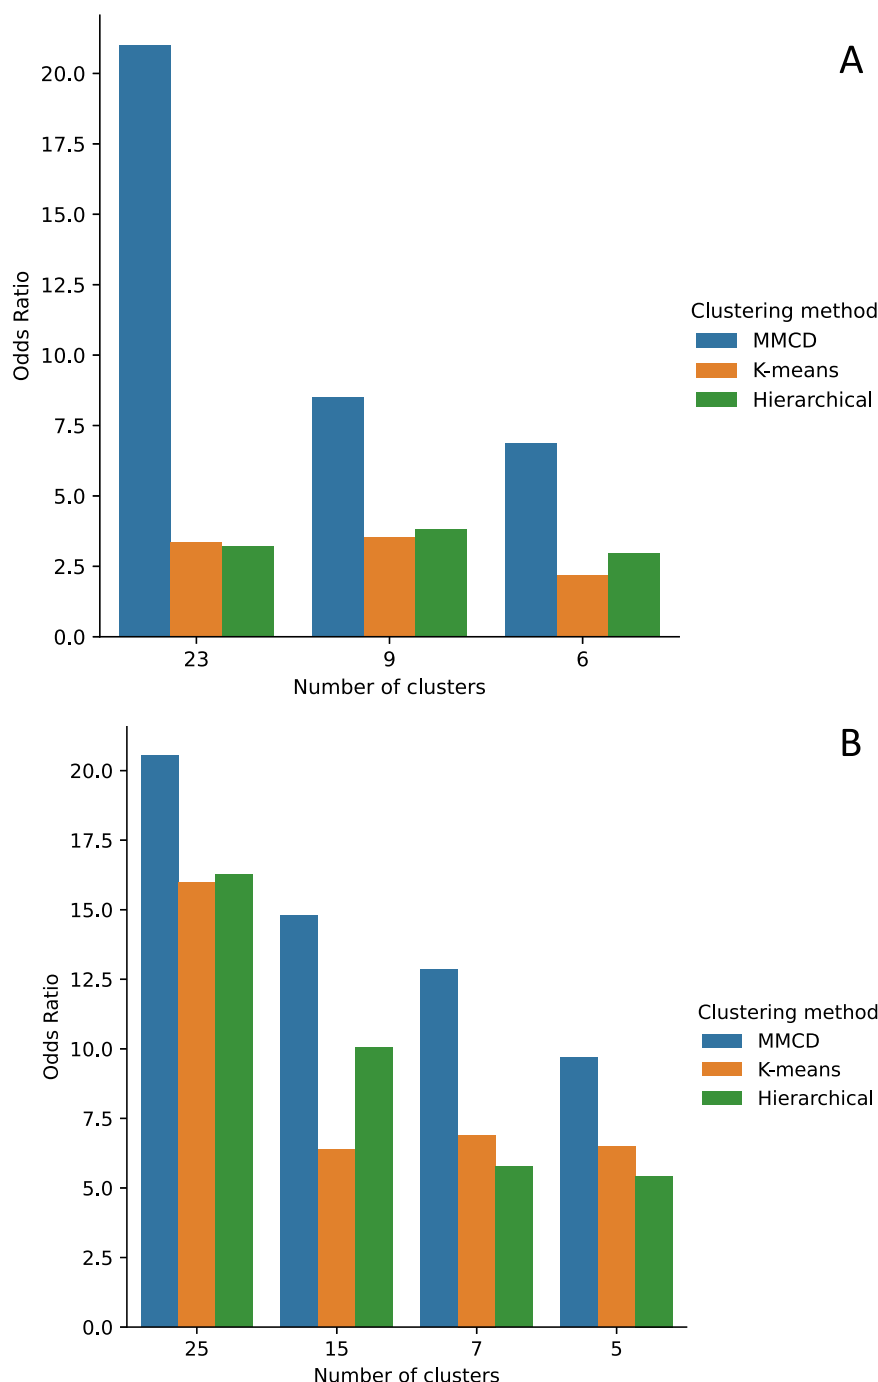 A
20.0
17.5
15.0
12.5
10.0
7.5
5.0
2.5
0.0
Odds Ratio
23 9 6
Number of clusters
Clustering method
MMCD
K-means
Hierarchical
B
20.0
17.5
15.0
12.5
10.0
7.5
5.0
2.5
0.0
Odds Ratio
25 15 7 5
Number of clusters
Clustering method
MMCD
K-means
Hierarchical